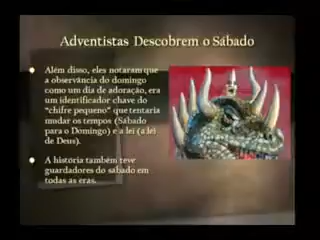 Adventistas Descobrem o Sábado
Além disso, eles notaram que
a observância do domingo
como um dia de adoração, era
um identificador chave do
"chifre pequeno" que tentaria
mudar os tempos (Sábado
para o Domingo) e a lei (a lei
de Deus).
A história também teve
guardadores do sábado em
todas as eras.